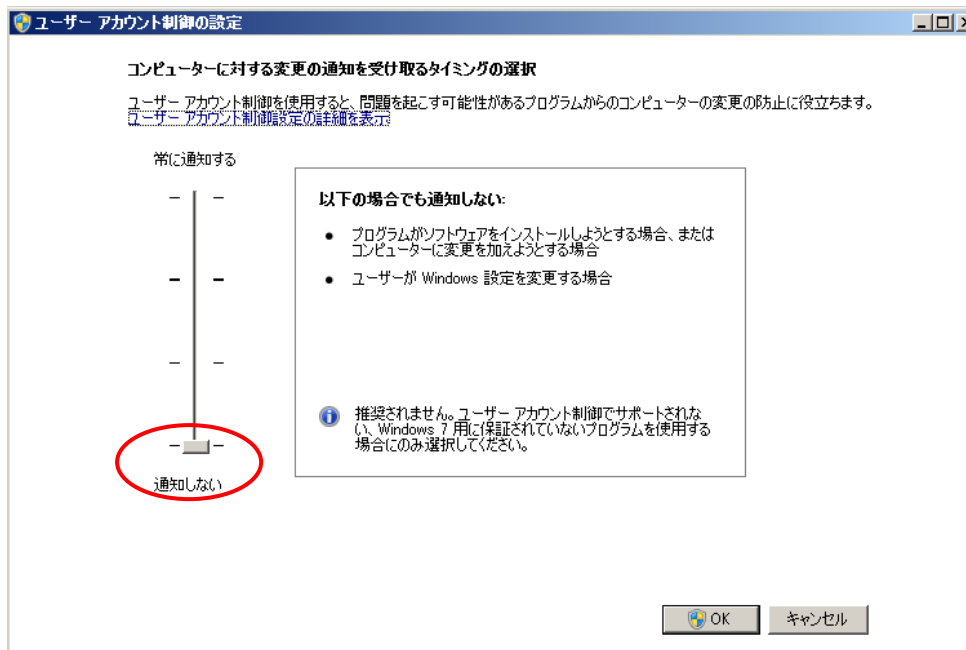 ユーザー アカウント制御の設定
コンピューターに対する変更の通知を受け取るタイミングの選択
ユーザー アカウント制御を使用すると、問題を起こす可能性があるプログラムからのコンピューターの変更の防止に役立ちます。
ユーザー アカウント制御設定の詳細を表示
常に通知する
以下の場合でも通知しない:
● プログラムがソフトウェアをインストールしようとする場合、または
コンピューターに変更を加えようとする場合
● ユーザーが Windows 設定を変更する場合
推奨されません。ユーザー アカウント制御でサポートされな
い、Windows 7 用に保証されていないプログラムを使用する
場合にのみ選択してください。
通知しない
OK
キャンセル